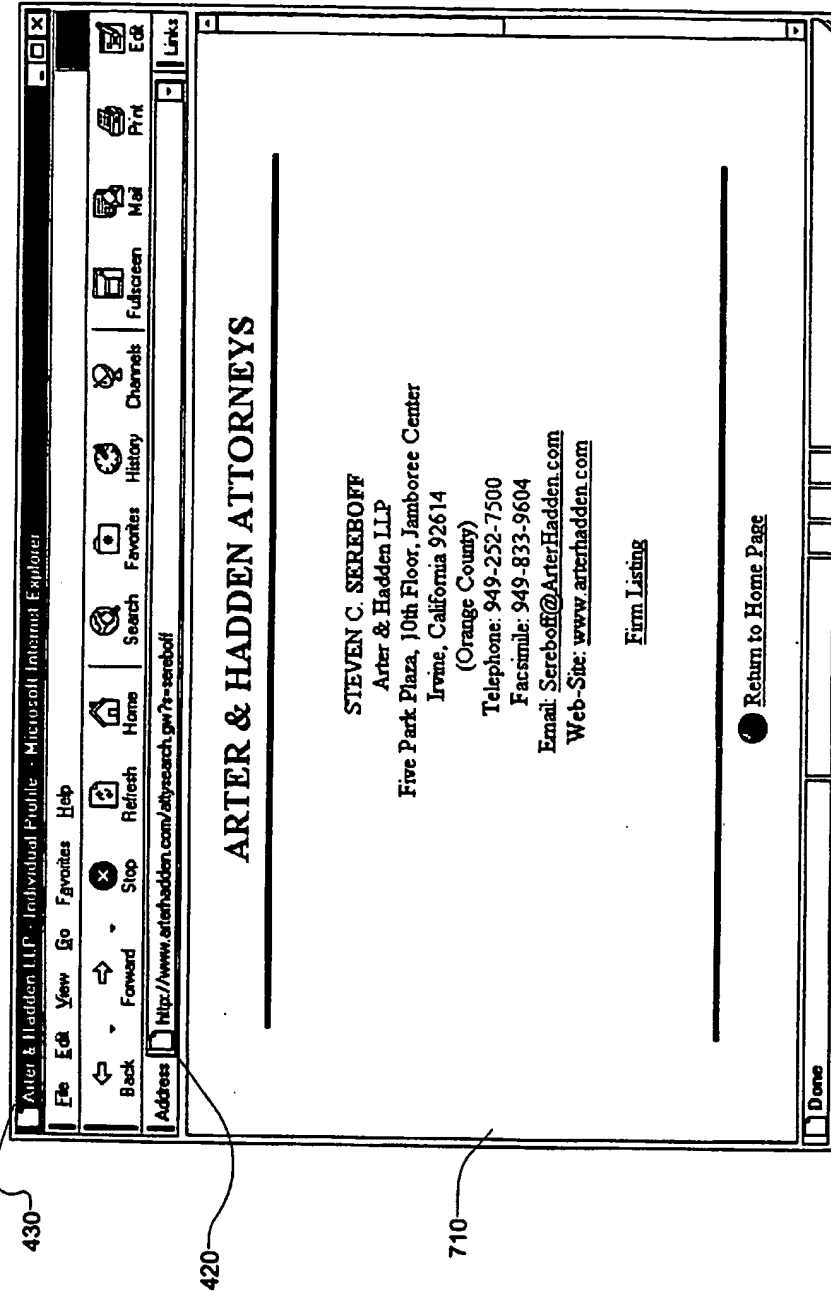 Arter & Hadden LLP - Individual Profile - Microsoft Internet Explorer
File Edit View Go Favorites Help
Back Forward Stop Refresh Home Search Favorites History Channels Fullscreen Mail Print Edit
Address http://www.arterhadden.com/attysearch.gw?s=sereboff Links
ARTER & HADDEN ATTORNEYS
STEVEN C. SEREBOFF
Arter & Hadden LLP
Five Park Plaza, 10th Floor, Jamboree Center
Irvine, California 92614
(Orange County)
Telephone: 949-252-7500
Facsimile: 949-833-9604
Email: Sereboff@ArterHadden.com
Web-Site: www.arterhadden.com
Firm Listing
Return to Home Page
Done
430
420
710